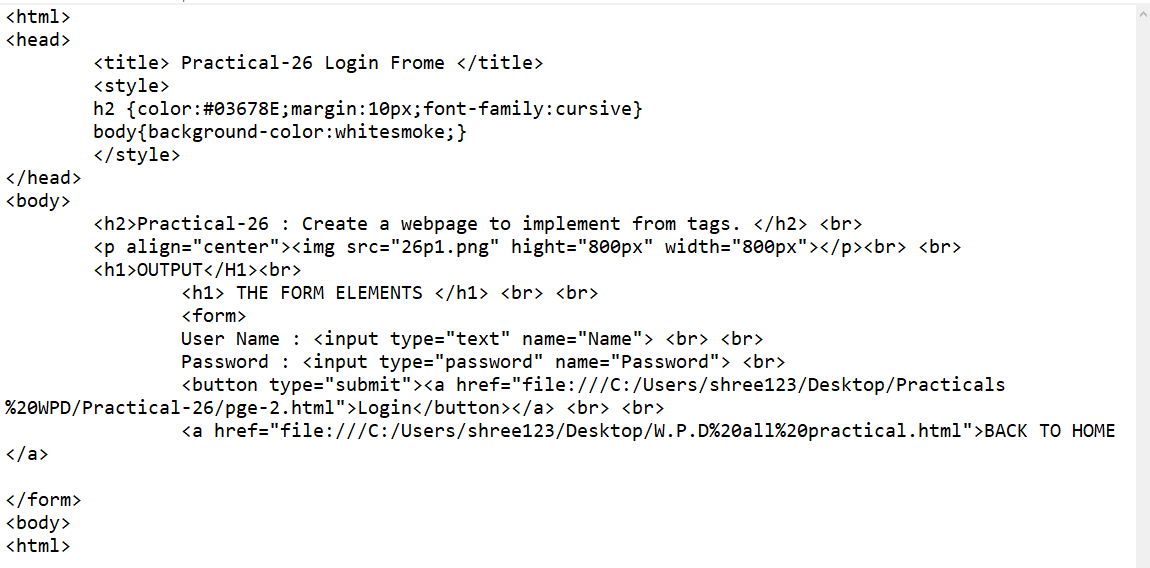 <html>
<head>
<title> Practical-26 Login Frome </title>
<style>
h2 {color:#03678E;margin:10px;font-family:cursive}
body{background-color:whitesmoke;}
</style>
</head>
<body>
<h2>Practical-26 : Create a webpage to implement from tags. </h2> <br>
<p align="center"><img src="26p1.png" hight="800px" width="800px"></p><br> <br>
<h1>OUTPUT</H1><br>
<h1> THE FORM ELEMENTS </h1> <br> <br>
<form>
User Name : <input type="text" name="Name"> <br> <br>
Password : <input type="password" name="Password"> <br>
<button type="submit"><a href="file:///C:/Users/shree123/Desktop/Practicals
%20WPD/Practical-26/pge-2.html">Login</button></a> <br> <br>
<a href="file:///C:/Users/shree123/Desktop/W.P.D%20all%20practical.html">BACK TO HOME
</a>
</form>
<body>
<html>